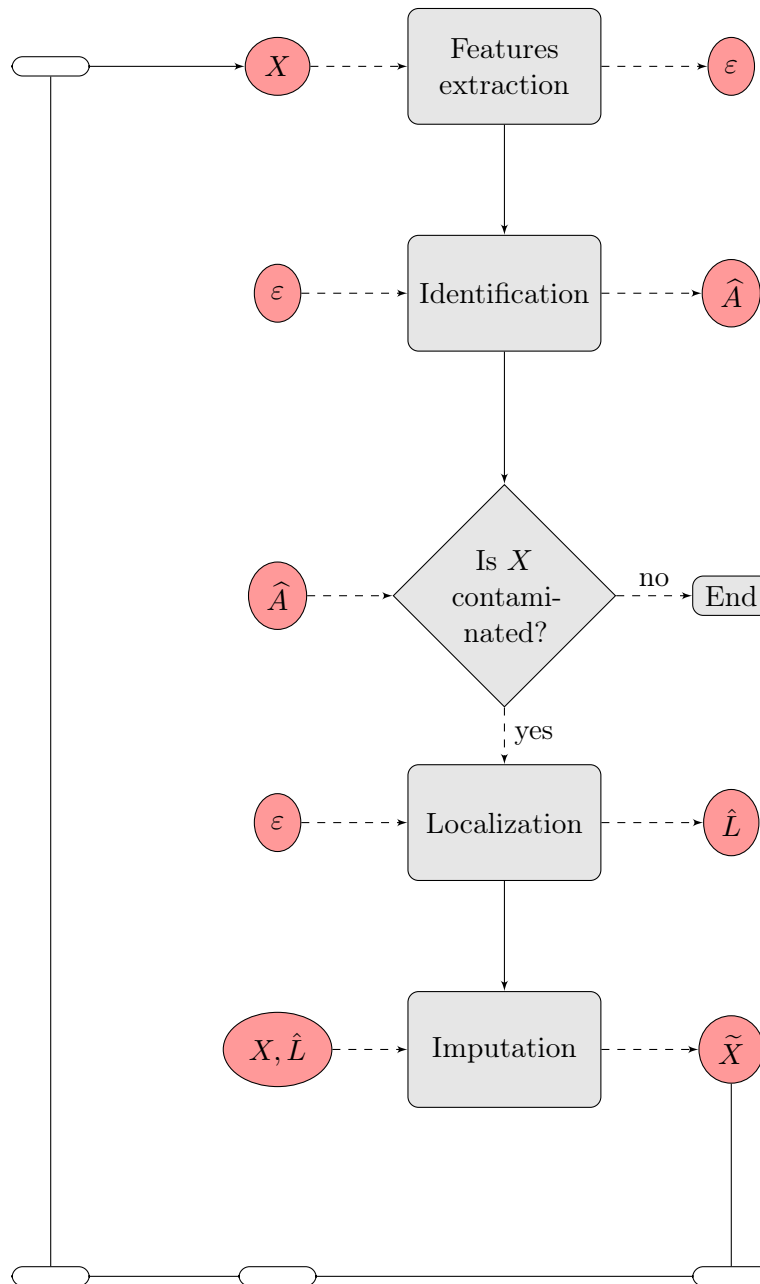 X
Features
extraction
ε
ε
Identification
Â
Â
Is X
contami-
nated?
no
End
yes
ε
Localization
L̂
X, L̂
Imputation
X̃